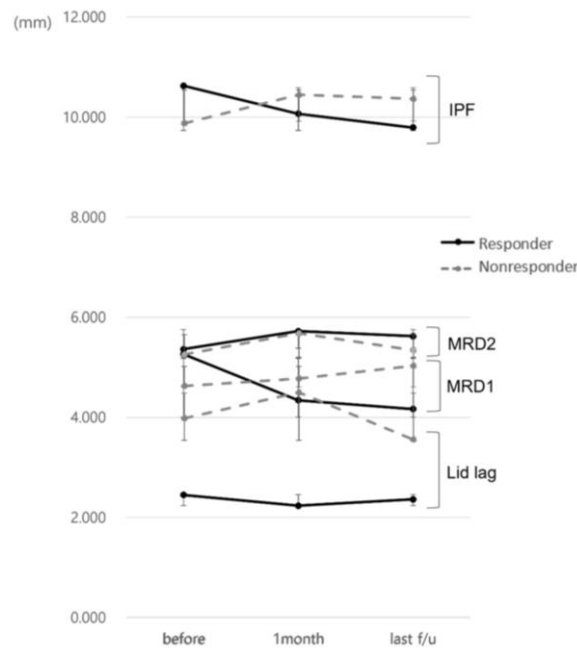 (mm)
12.000
10.000
8.000
6.000
4.000
2.000
0.000
IPF
Responder
Nonresponder
MRD2
MRD1
Lid lag
before
1month
last f/u